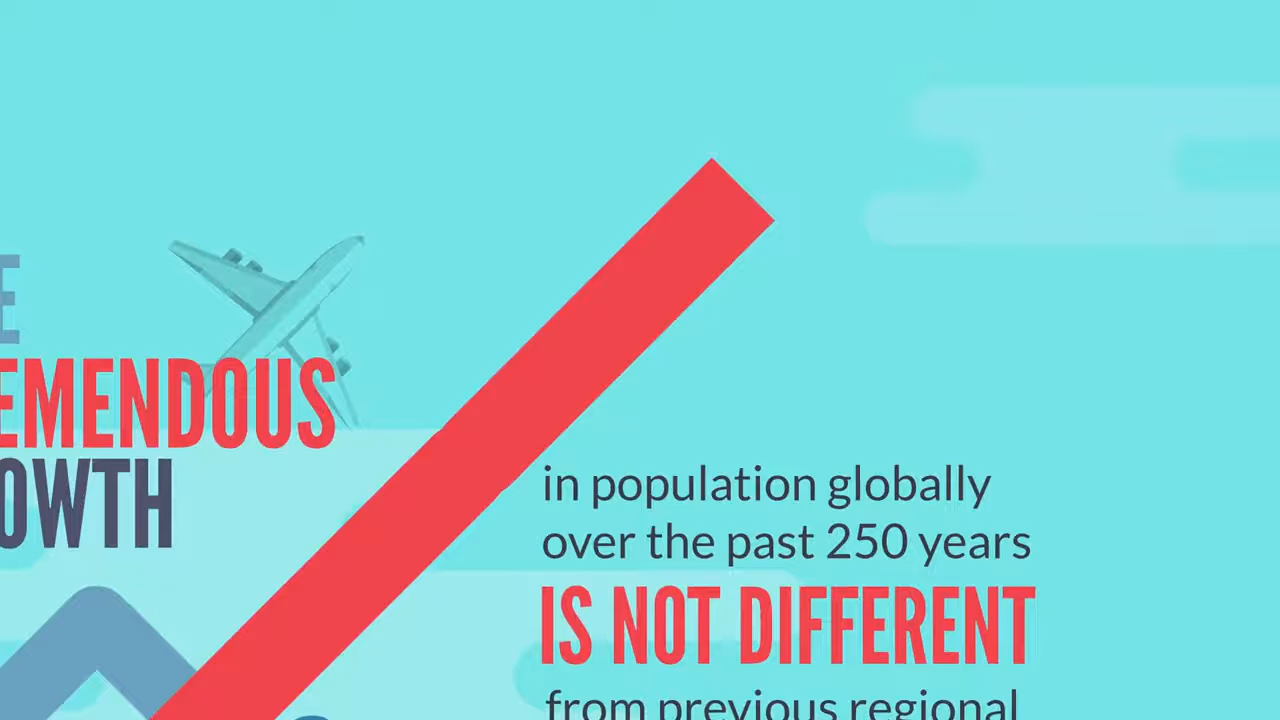 E
EMENDOUS
OWTH
in population globally
over the past 250 years
IS NOT DIFFERENT
from previous regional